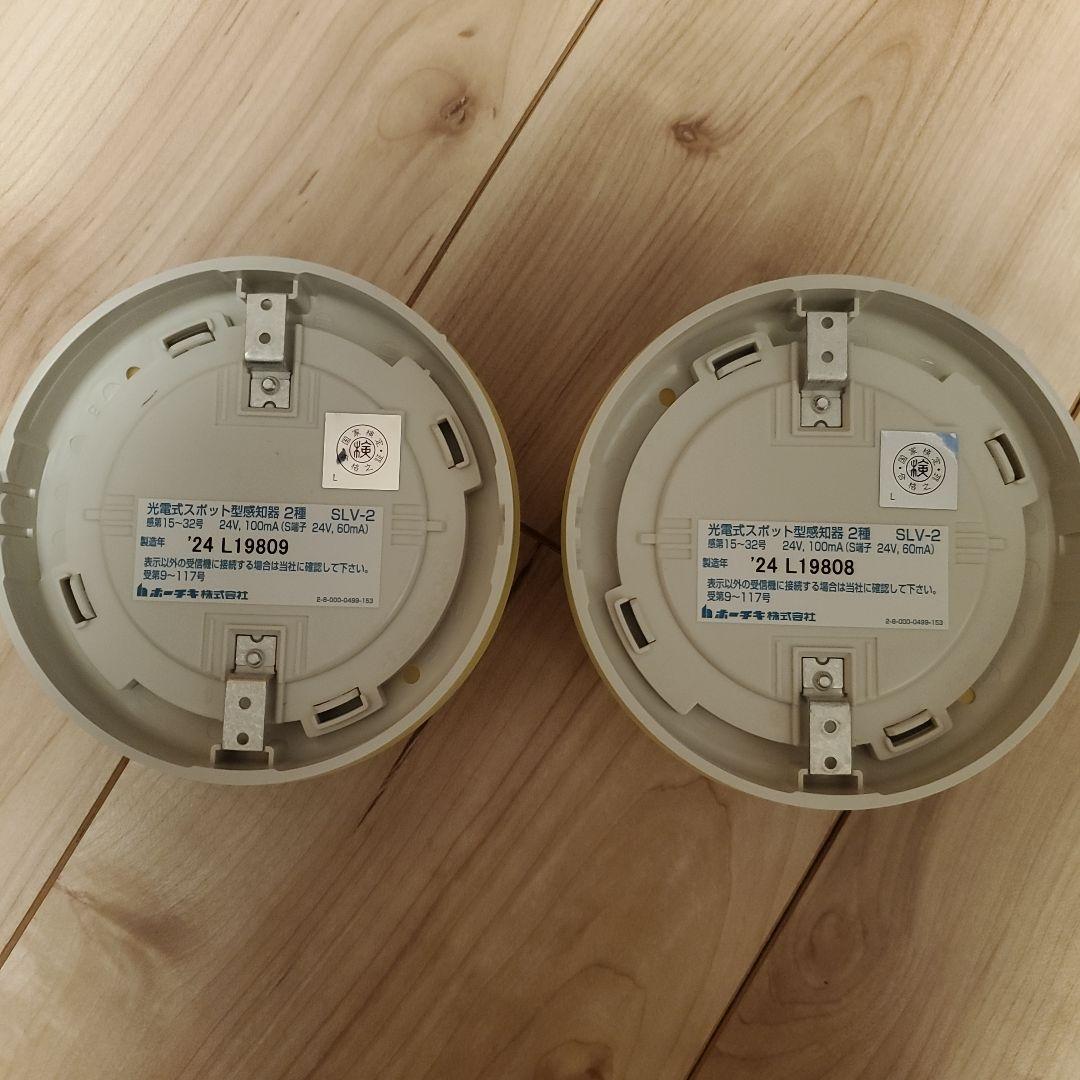 国家検定
検
合格之証
L
光電式スポット型感知器 2種 SLV-2
感第15~32号 24V, 100mA (S端子 24V, 60mA)
製造年 '24 L19809
表示以外の受信機に接続する場合は当社に確認して下さい。
受第9~117号
ホーチキ株式会社
2-8-000-0499-153
国家検定
検
合格之証
L
光電式スポット型感知器 2種 SLV-2
感第15~32号 24V, 100mA (S端子 24V, 60mA)
製造年 '24 L19808
表示以外の受信機に接続する場合は当社に確認して下さい。
受第9~117号
ホーチキ株式会社
2-8-000-0499-153